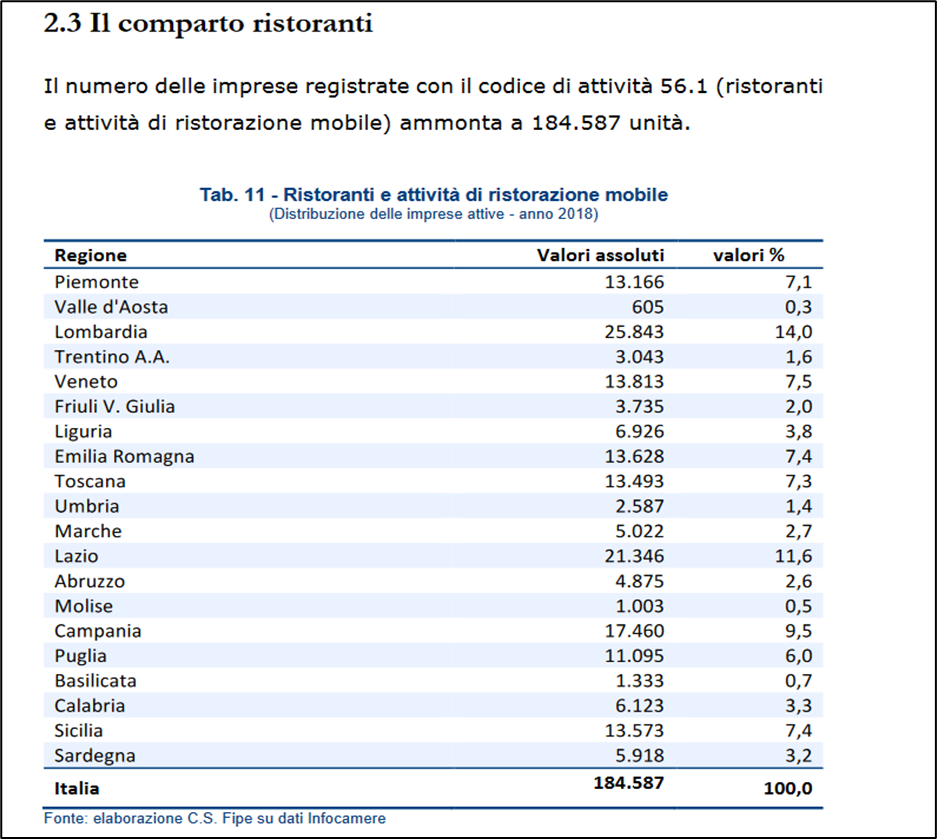 2.3 Il comparto ristoranti
Il numero delle imprese registrate con il codice di attività 56.1 (ristoranti
e attività di ristorazione mobile) ammonta a 184.587 unità.
Tab. 11 - Ristoranti e attività di ristorazione mobile
(Distribuzione delle imprese attive - anno 2018)
Regione Valori assoluti valori %
Piemonte 13.166 7,1
Valle d'Aosta 605 0,3
Lombardia 25.843 14,0
Trentino A.A. 3.043 1,6
Veneto 13.813 7,5
Friuli V. Giulia 3.735 2,0
Liguria 6.926 3,8
Emilia Romagna 13.628 7,4
Toscana 13.493 7,3
Umbria 2.587 1,4
Marche 5.022 2,7
Lazio 21.346 11,6
Abruzzo 4.875 2,6
Molise 1.003 0,5
Campania 17.460 9,5
Puglia 11.095 6,0
Basilicata 1.333 0,7
Calabria 6.123 3,3
Sicilia 13.573 7,4
Sardegna 5.918 3,2
Italia 184.587 100,0
Fonte: elaborazione C.S. Fipe su dati Infocamere